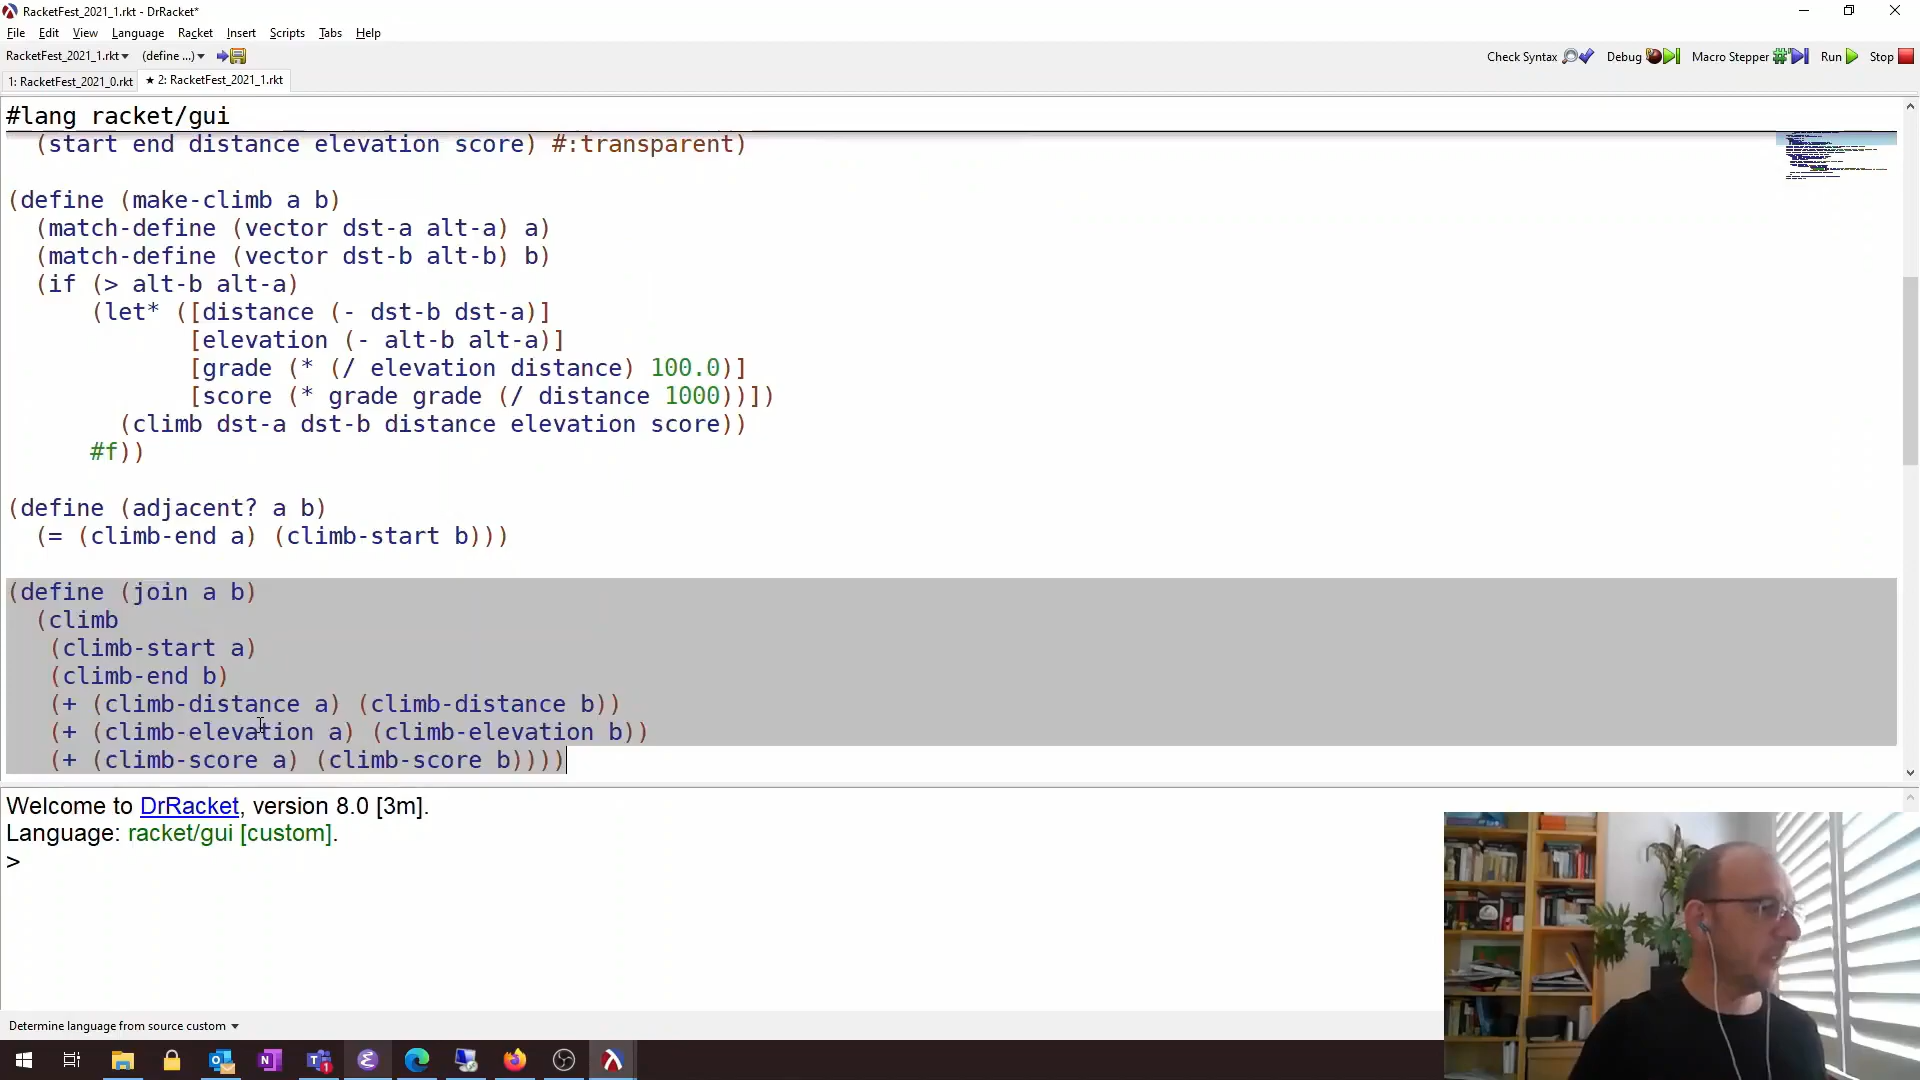 RacketFest_2021_1.rkt - DrRacket*
File Edit View Language Racket Insert Scripts Tabs Help
RacketFest_2021_1.rkt (define ...) Check Syntax Debug Macro Stepper Run Stop
1: RacketFest_2021_0.rkt ★ 2: RacketFest_2021_1.rkt
#lang racket/gui
(start end distance elevation score) #:transparent)
(define (make-climb a b)
(match-define (vector dst-a alt-a) a)
(match-define (vector dst-b alt-b) b)
(if (> alt-b alt-a)
(let* ([distance (- dst-b dst-a)]
[elevation (- alt-b alt-a)]
[grade (* (/ elevation distance) 100.0)]
[score (* grade grade (/ distance 1000))])
(climb dst-a dst-b distance elevation score))
#f))
(define (adjacent? a b)
(= (climb-end a) (climb-start b)))
(define (join a b)
(climb
(climb-start a)
(climb-end b)
(+ (climb-distance a) (climb-distance b))
(+ (climb-elevation a) (climb-elevation b))
(+ (climb-score a) (climb-score b))))
Welcome to DrRacket, version 8.0 [3m].
Language: racket/gui [custom].
>
Determine language from source custom